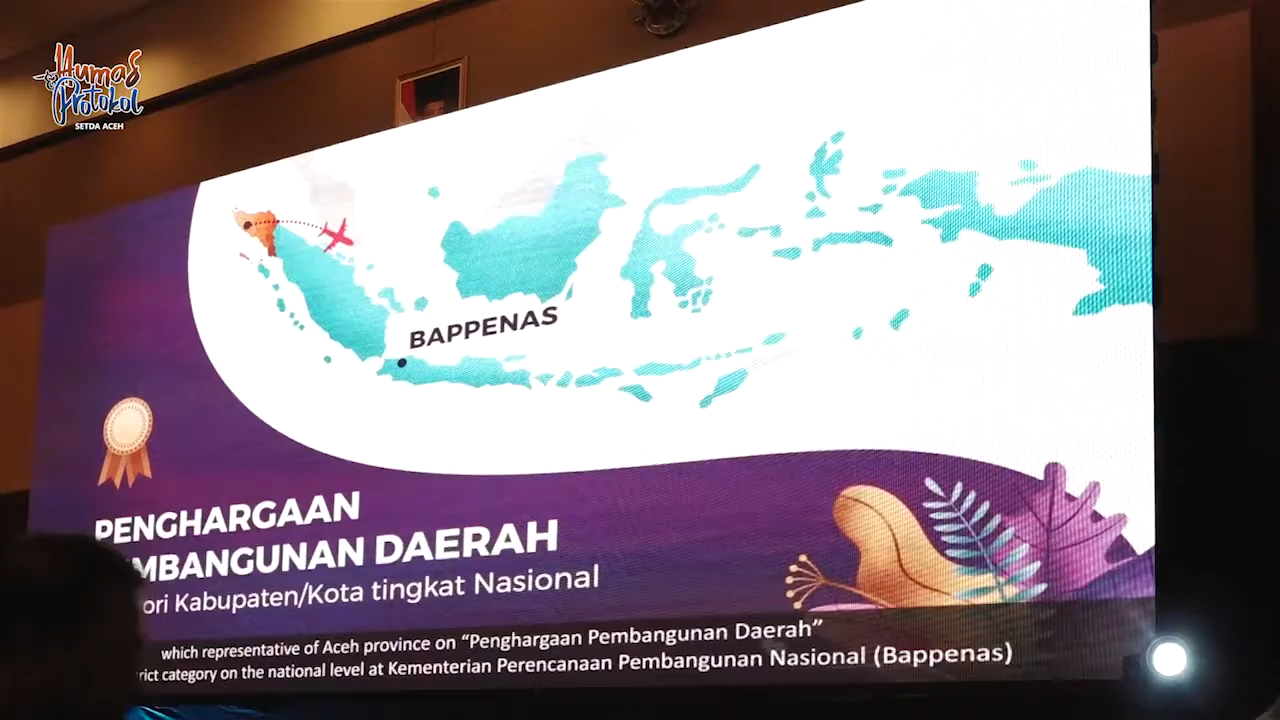 Humas
Protokol
SETDA ACEH
BAPPENAS
PENGHARGAAN
MBANGUNAN DAERAH
ori Kabupaten/Kota tingkat Nasional
which representative of Aceh province on “Penghargaan Pembangunan Daerah”
rict category on the national level at Kementerian Perencanaan Pembangunan Nasional (Bappenas)